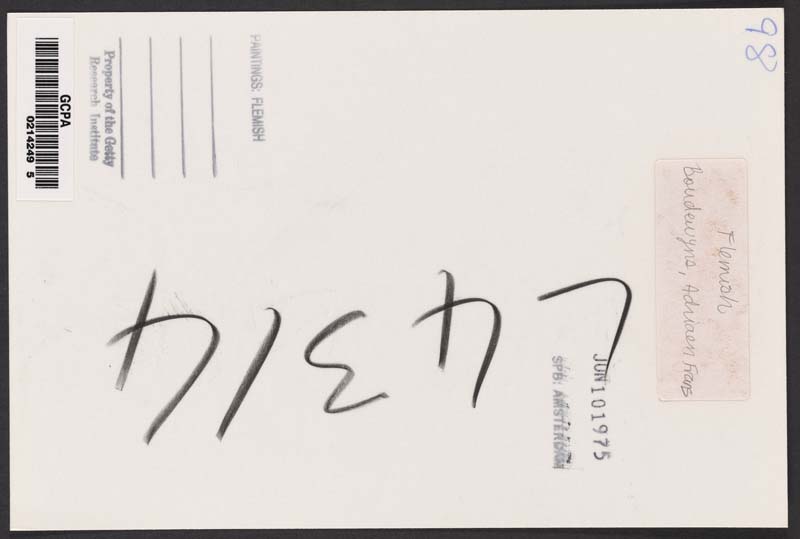 98
Flemish
Boudewyns, Adriaen Frans
JUN 10 1975
SPB: AMSTERDAM
L4314
PAINTINGS: FLEMISH
Property of the Getty
Research Institute
GCPA
0214249 5